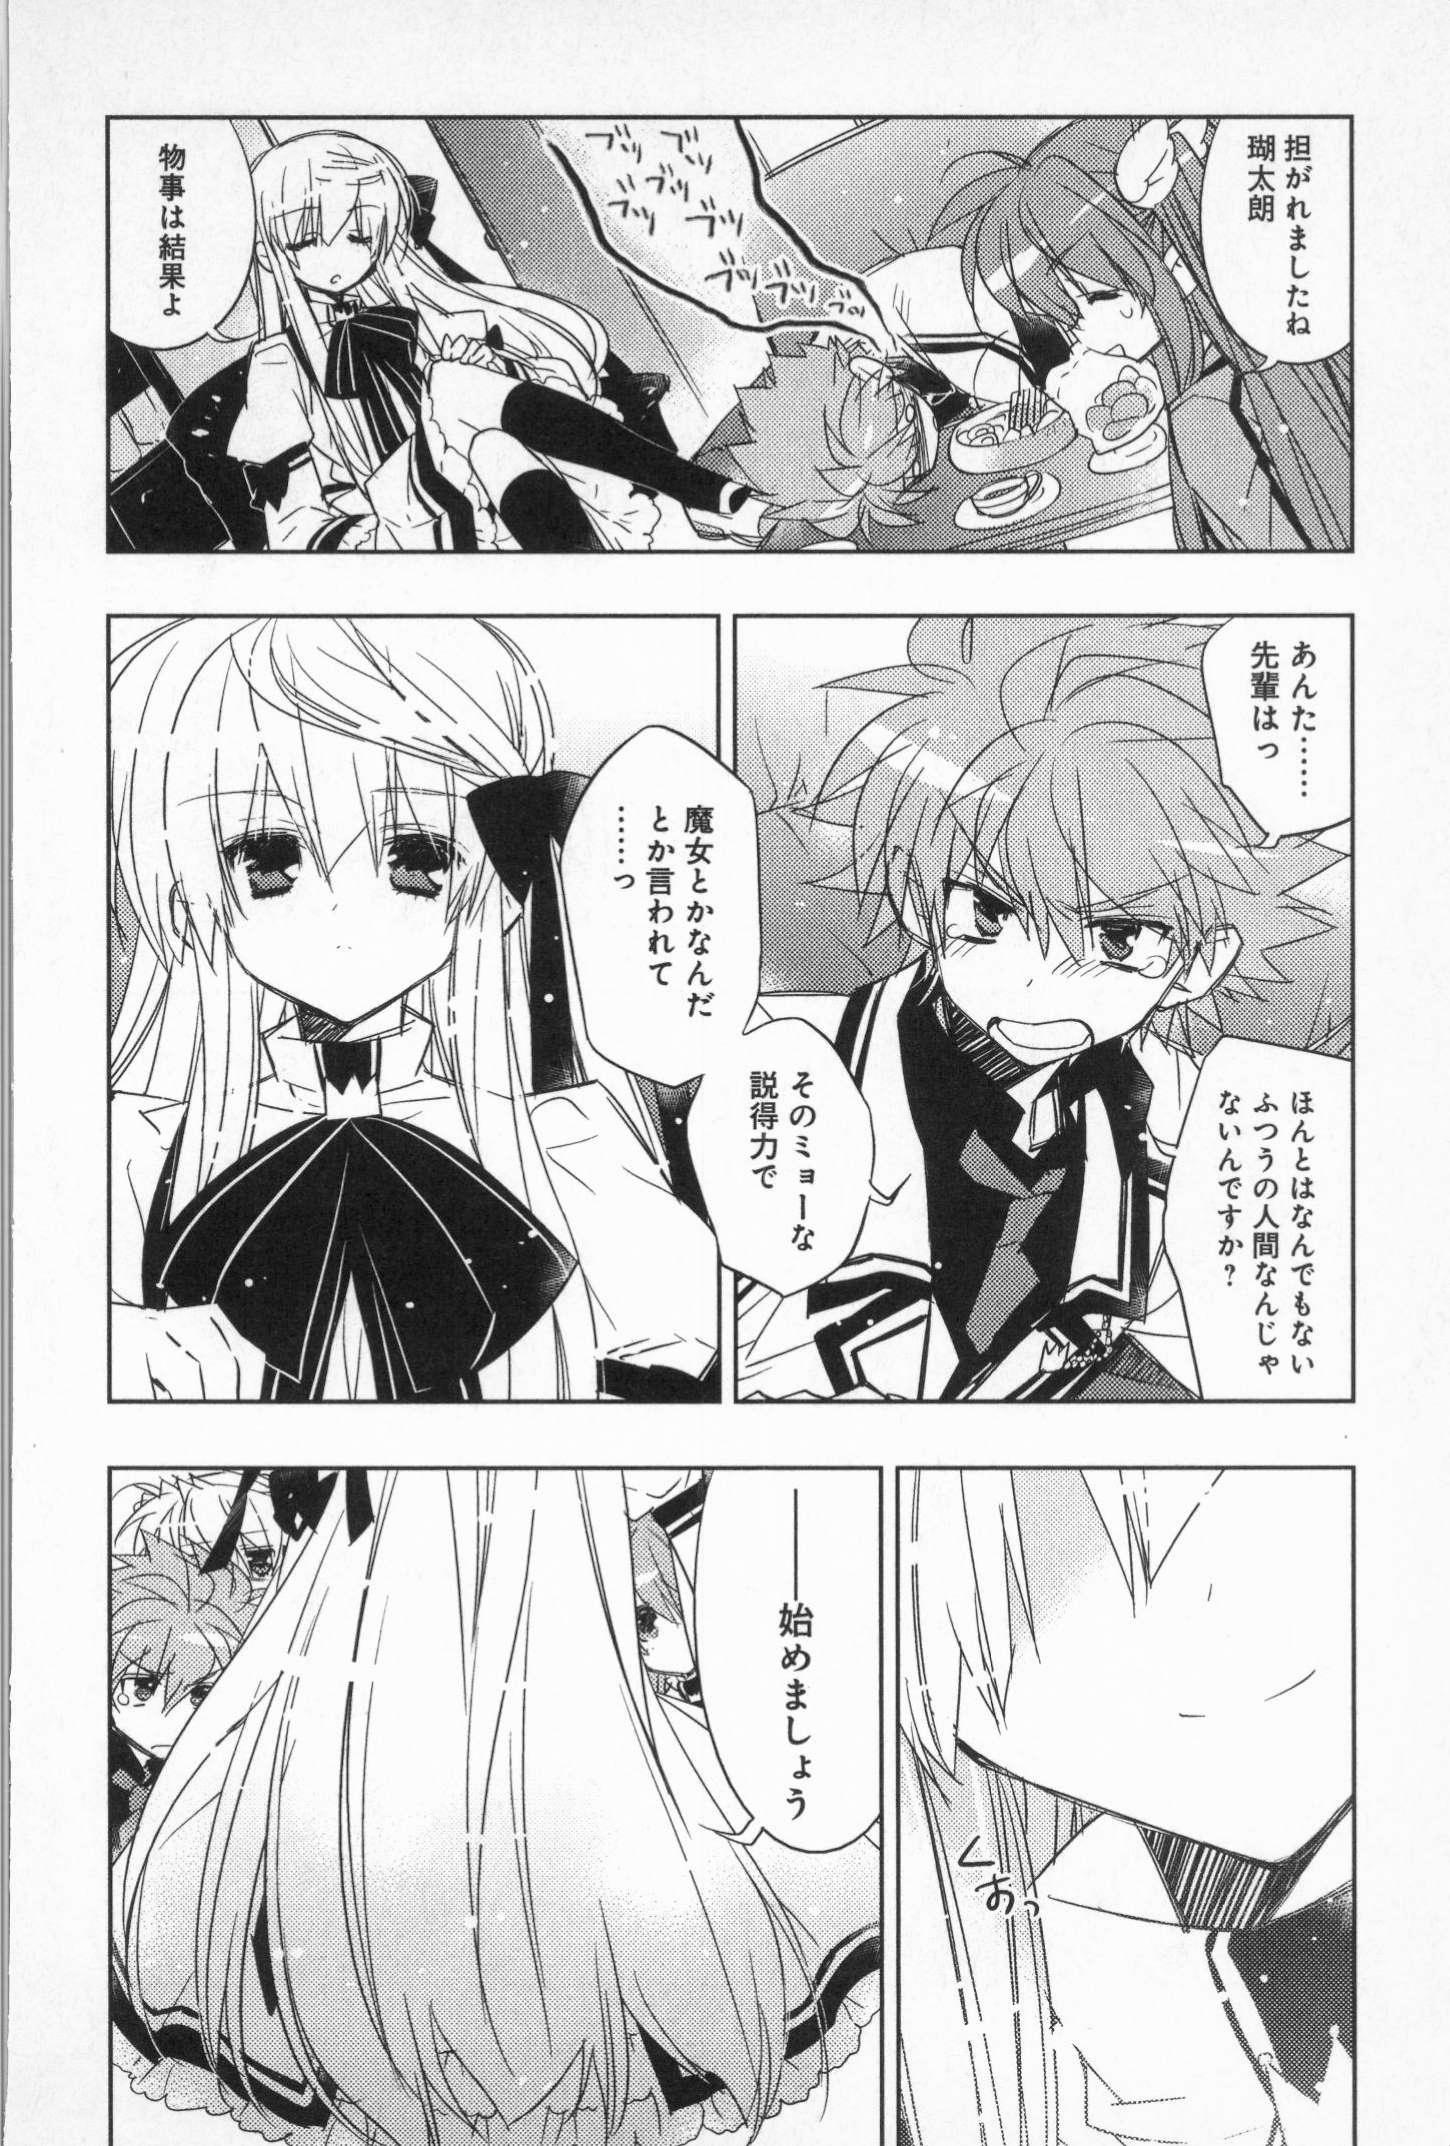 担がれましたね
瑚太朗
ブツ
ブツ
ブツ
ブツ
ブツ
ブツ
ブツ
ブツ
ブツ
物事は結果よ
あんた……
先輩はっ
ほんとはなんでもない
ふつうの人間なんじゃ
ないんですか？
そのミョーな
説得力で
魔女とかなんだ
とか言われて
……っ
くすっ
――始めましょう